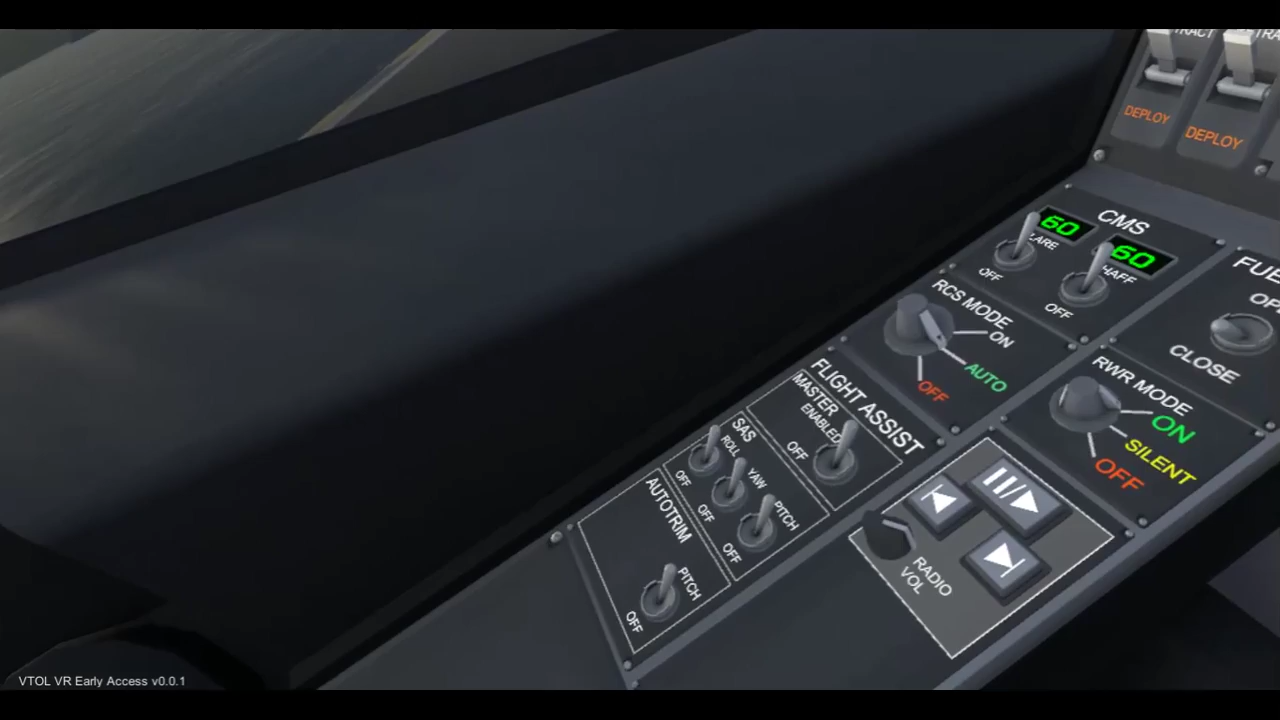 DEPLOY
DEPLOY
CMS
60
60
OFF
OFF
RCS MODE
ON
AUTO
OFF
CLOSE
RWR MODE
ON
SILENT
OFF
FLIGHT ASSIST
MASTER
ENABLED
OFF
SAS
ROLL
OFF
YAW
OFF
PITCH
OFF
AUTOTRIM
PITCH
OFF
RADIO
VOL
VTOL VR Early Access v0.0.1